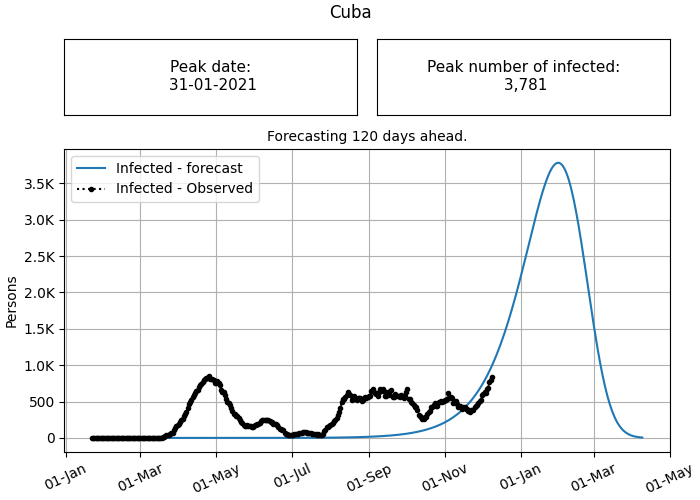 Cuba
Peak date:
31-01-2021
Peak number of infected:
3,781
Forecasting 120 days ahead.
Infected - forecast
Infected - Observed
3.5K
3.0K
2.5K
2.0K
1.5K
1.0K
500
0
Persons
01-Jan
01-Mar
01-May
01-Jul
01-Sep
01-Nov
01-Jan
01-Mar
01-May